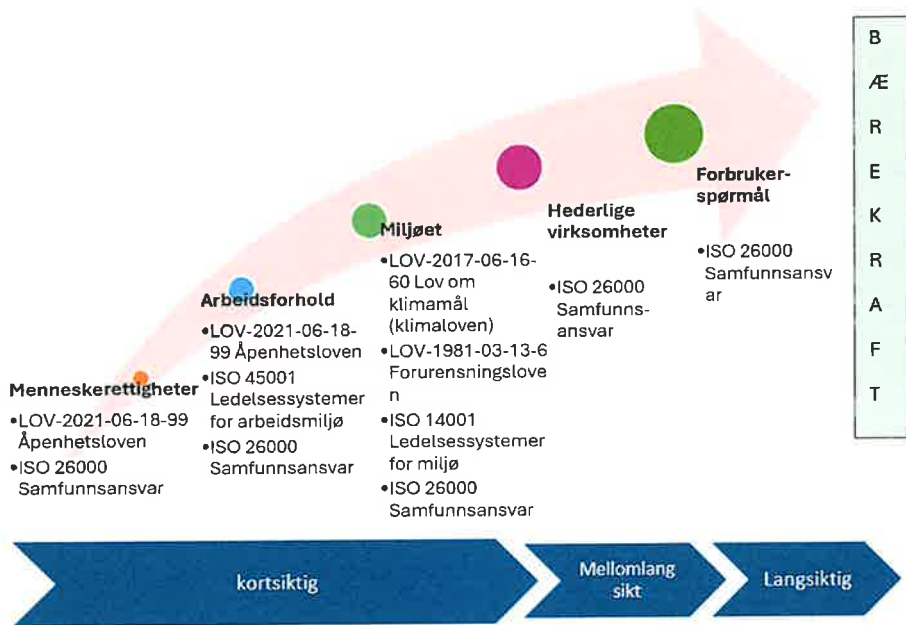 Menneskerettigheter
•LOV-2021-06-18-99
Åpenhetsloven
•ISO 26000
Samfunnsansvar
Arbeidsforhold
•LOV-2021-06-18-
99 Åpenhetsloven
•ISO 45001
Ledelsessystemer
for arbeidsmiljø
•ISO 26000
Samfunnsansvar
Miljøet
•LOV-2017-06-16-
60 Lov om
klimamål
(klimaloven)
•LOV-1981-03-13-6
Forurensningslove
n
•ISO 14001
Ledelsessystemer
for miljø
•ISO 26000
Samfunnsansvar
Hederlige
virksomheter
•ISO 26000
Samfunns-
ansvar
Forbruker-
spørmål
•ISO 26000
Samfunnsansv
ar
B
Æ
R
E
K
R
A
F
T
kortsiktig
Mellomlang
sikt
Langsiktig